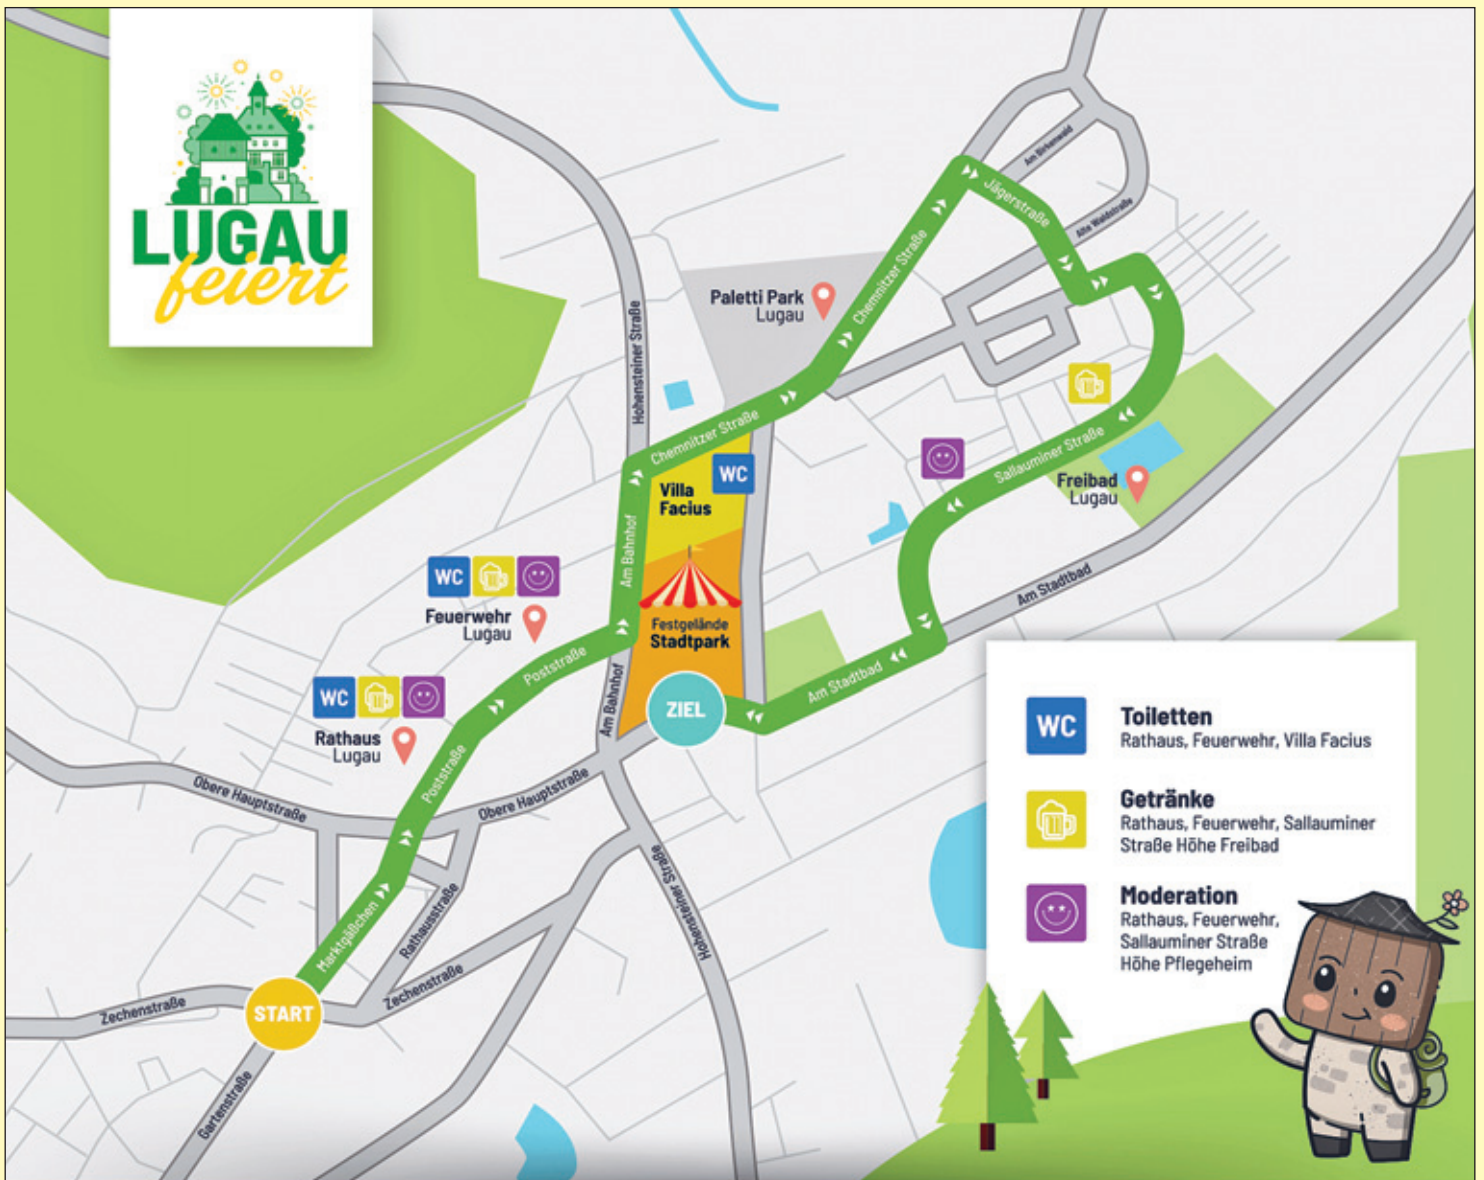 LUGAU
feiert
Am Birkenwald
Jägerstraße
Alte Waldstraße
Chemnitzer Straße
Paletti Park
Lugau
Hohensteiner Straße
Chemnitzer Straße
WC
Villa
Facius
Sallauminer Straße
Freibad
Lugau
Am Bahnhof
WC
Feuerwehr
Lugau
Festgelände
Stadtpark
Am Stadtbad
Poststraße
Am Bahnhof
Am Stadtbad
ZIEL
WC
Rathaus
Lugau
Poststraße
Obere Hauptstraße
Obere Hauptstraße
Hohensteiner Straße
Marktgäßchen
Rathausstraße
Zechenstraße
Zechenstraße
START
Gartenstraße
WC
Toiletten
Rathaus, Feuerwehr, Villa Facius
Getränke
Rathaus, Feuerwehr, Sallauminer
Straße Höhe Freibad
Moderation
Rathaus, Feuerwehr,
Sallauminer Straße
Höhe Pflegeheim